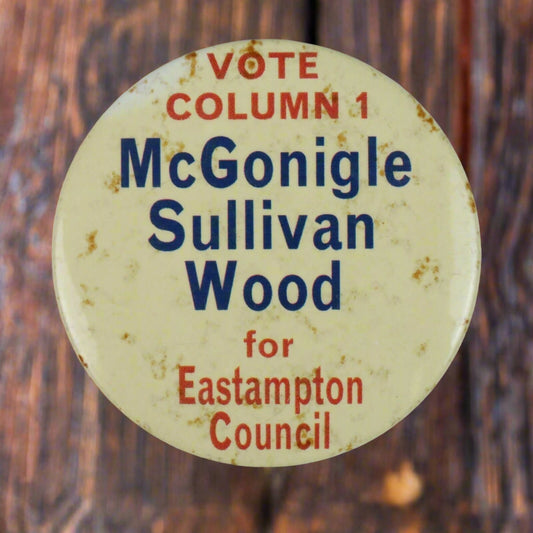 VOTE
COLUMN 1
McGonigle
Sullivan
Wood
for
Eastampton
Council